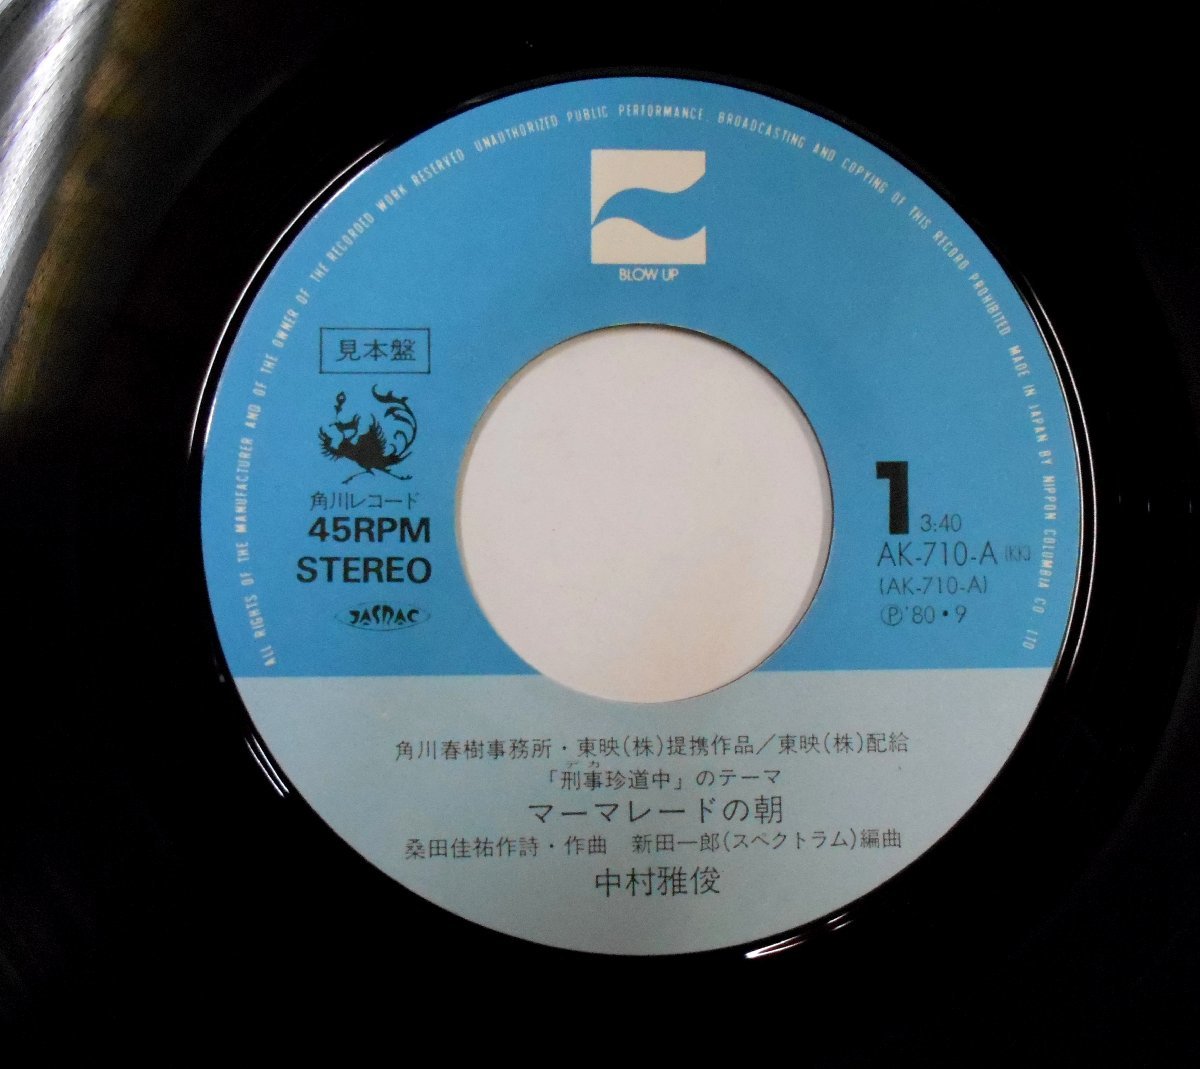 ALL RIGHTS OF THE MANUFACTURER AND OF THE OWNER OF THE RECORDED WORK RESERVED UNAUTHORIZED PUBLIC PERFORMANCE BROADCASTING AND COPYING OF THIS RECORD PROHIBITED MADE IN JAPAN BY NIPPON COLUMBIA CO LTD
BLOW UP
見本盤
角川レコード
45RPM
STEREO
JASRAC
1 3:40
AK-710-A (KK)
(AK-710-A)
Ⓟ'80・9
角川春樹事務所・東映(株)提携作品/東映(株)配給
デカ
「刑事珍道中」のテーマ
マーマレードの朝
桑田佳祐作詩・作曲 新田一郎(スペクトラム)編曲
中村雅俊